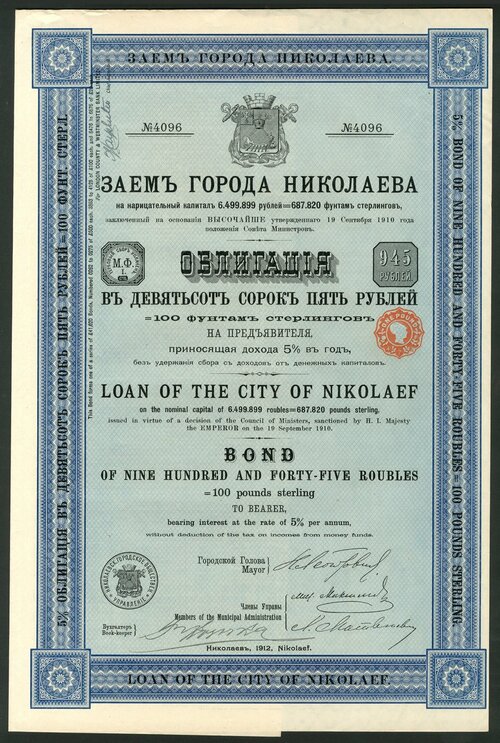 ЗАЕМЪ ГОРОДА НИКОЛАЕВА.
5% ОБЛИГАЦІЯ ВЪ ДЕВЯТЬСОТЪ СОРОКЪ ПЯТЬ РУБЛЕЙ = 100 ФУНТ. СТЕРЛ.
5% BOND OF NINE HUNDRED AND FORTY-FIVE ROUBLES = 100 POUNDS STERLING
№4096
№4096
ЗАЕМЪ ГОРОДА НИКОЛАЕВА
на нарицательный капиталъ 6.499.899 рублей=687.820 фунтамъ стерлинговъ,
заключенный на основаніи ВЫСОЧАЙШЕ утвержденнаго 19 Сентября 1910 года
положенія Совѣта Министровъ.
М.Ф.
I.
ОБЛИГАЦІЯ
945
РУБЛЕЙ
ВЪ ДЕВЯТЬСОТЪ СОРОКЪ ПЯТЬ РУБЛЕЙ
=100 ФУНТАМЪ СТЕРЛИНГОВЪ
НА ПРЕДЪЯВИТЕЛЯ,
ONE POUND
приносящая дохода 5% въ годъ,
безъ удержанія сбора съ доходовъ отъ денежныхъ капиталовъ.
LOAN OF THE CITY OF NIKOLAEF
on the nominal capital of 6.499.899 roubles=687.820 pounds sterling.
issued in virtue of a decision of the Council of Ministers, sanctioned by H. I. Majesty
the EMPEROR on the 19 September 1910.
BOND
OF NINE HUNDRED AND FORTY-FIVE ROUBLES
=100 pounds sterling
TO BEARER,
bearing interest at the rate of 5% per annum,
without deduction of the tax on incomes from money funds.
Городской Голова
Mayor
НИКОЛАЕВСКОЕ ГОРОДСКОЕ ОБЩЕСТВЕН.
УПРАВЛЕНІЕ
Члены Управы
Members of the Municipal Administration
Бухгалтеръ
Book-keeper
Николаевъ, 1912, Nikolaef.
LOAN OF THE CITY OF NIKOLAEF.